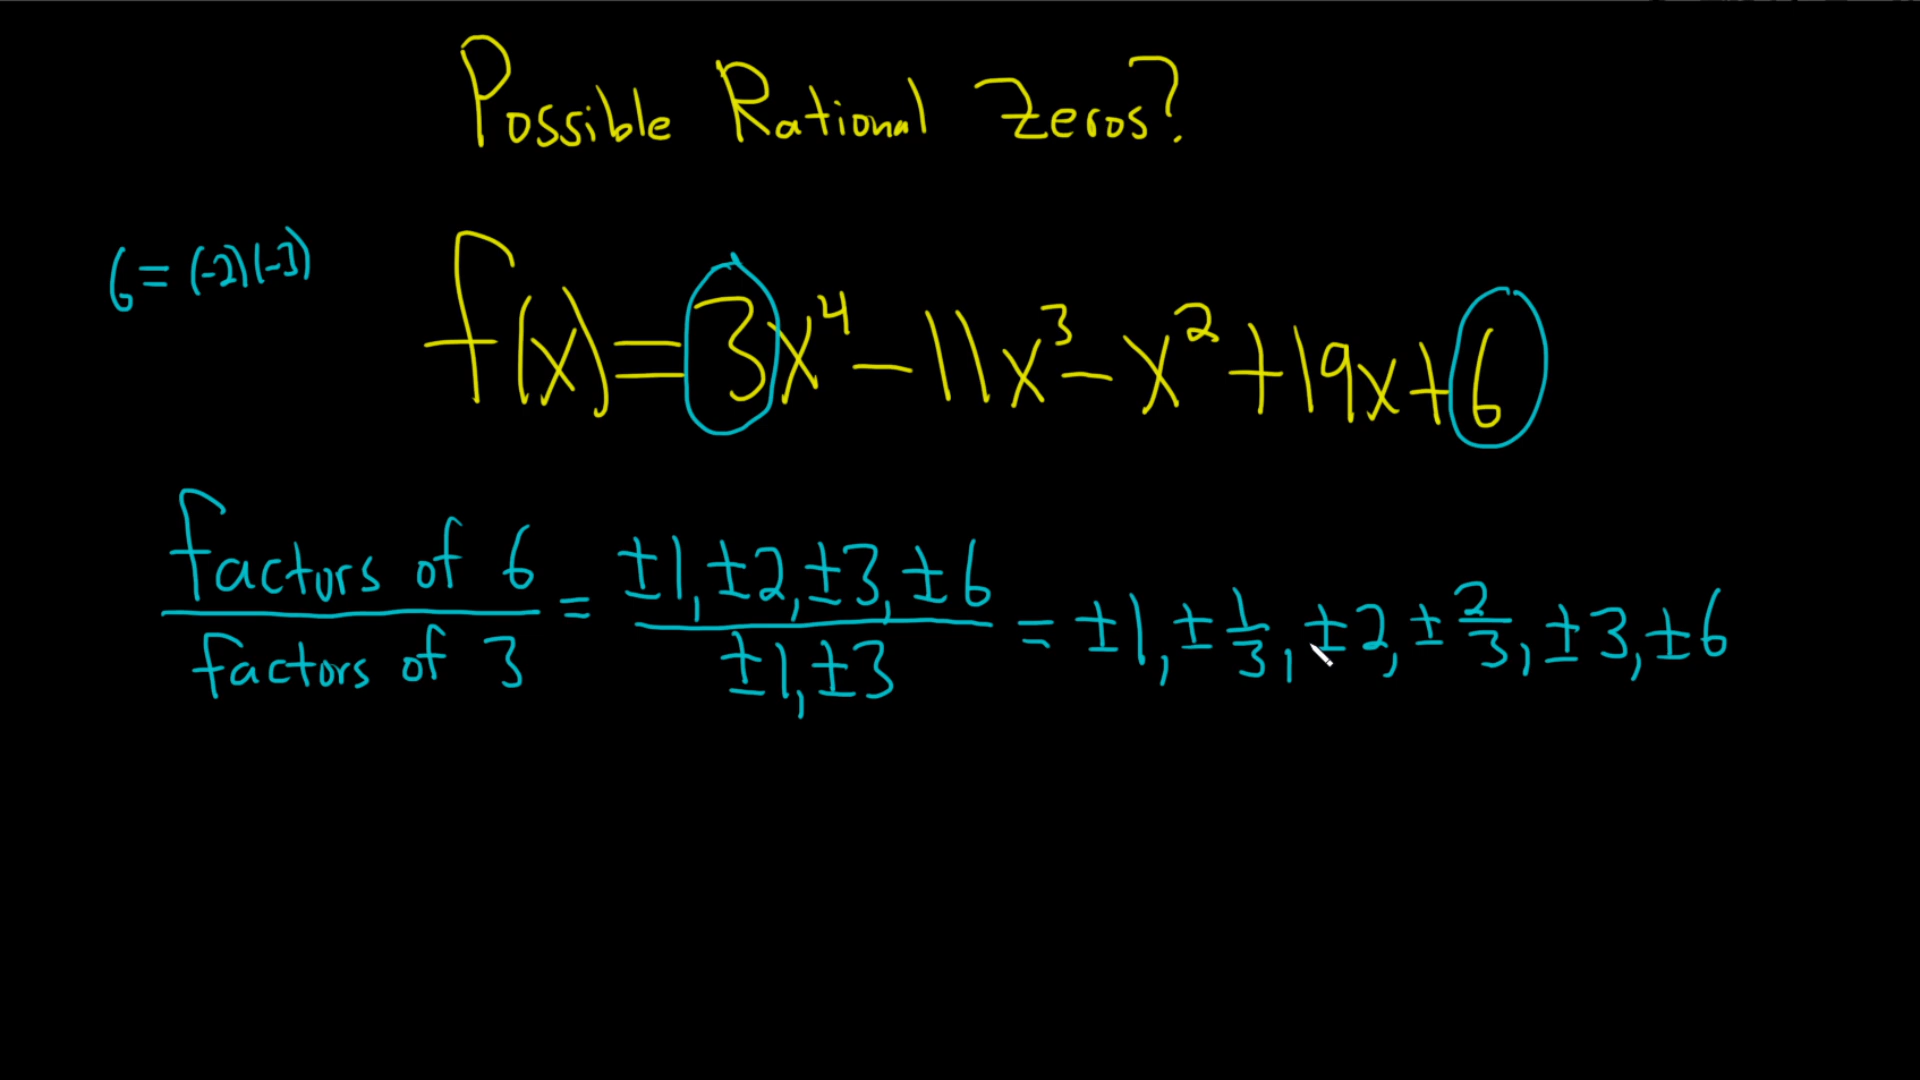 Possible Rational Zeros?
6 = (-2)(-3)
f(x) = 3x⁴ - 11x³ - x² + 19x + 6
factors of 6 / factors of 3 = ±1, ±2, ±3, ±6 / ±1, ±3 = ±1, ±1/3, ±2, ±2/3, ±3, ±6